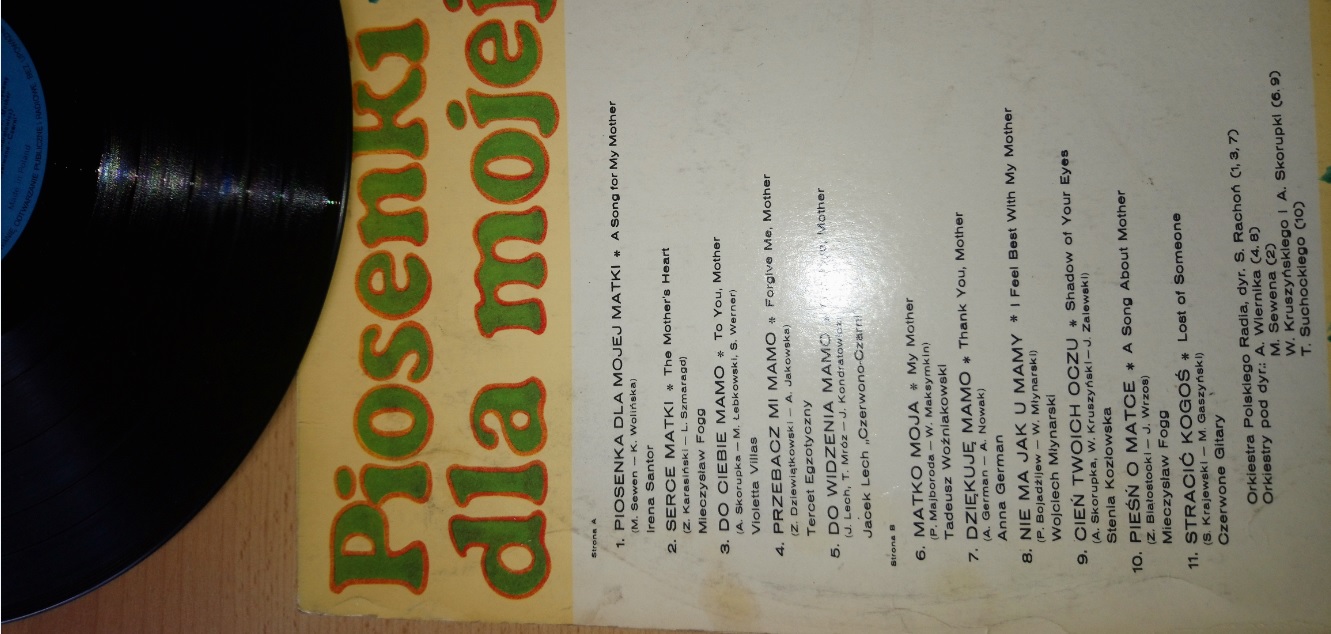 Piosenki
dla mojej
Strona A
1. PIOSENKA DLA MOJEJ MATKI * A Song for My Mother
(M. Sewen — K. Wolińska)
Irena Santor
2. SERCE MATKI * The Mother's Heart
(Z. Karasiński — L. Szmaragd)
Mieczysław Fogg
3. DO CIEBIE MAMO * To You, Mother
(A. Skorupka — M. Łebkowski, S. Werner)
Violetta Villas
4. PRZEBACZ MI MAMO * Forgive Me, Mother
(Z. Dziewiątkowski — A. Jakowska)
Tercet Egzotyczny
5. DO WIDZENIA MAMO Mother
(J. Lech, T. Mróz — J. Kondratowicz)
Jacek Lech „Czerwono-Czarni"
Strona B
6. MATKO MOJA * My Mother
(P. Majboroda — W. Maksymkin)
Tadeusz Woźniakowski
7. DZIĘKUJĘ MAMO * Thank You, Mother
(A. German — A. Nowak)
Anna German
8. NIE MA JAK U MAMY * I Feel Best With My Mother
(P. Bojadżiew — W. Młynarski)
Wojciech Młynarski
9. CIEŃ TWOICH OCZU * Shadow of Your Eyes
(A. Skorupka, W. Kruszyński — J. Zalewski)
Stenia Kozłowska
10. PIEŚŃ O MATCE * A Song About Mother
(Z. Białostocki — J. Wrzos)
Mieczysław Fogg
11. STRACIĆ KOGOŚ * Lost of Someone
(S. Krajewski — M. Gaszyński)
Czerwone Gitary
Orkiestra Polskiego Radia, dyr. S. Rachoń (1, 3, 7)
Orkiestry pod dyr.: A. Wiernika (4, 8)
M. Sewena (2)
W. Kruszyńskiego i A. Skorupki (6, 9)
T. Suchockiego (10)